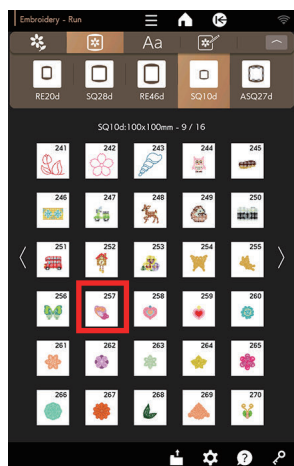 Embroidery - Run
Aa
RE20d SQ28d RE46d SQ10d ASQ27d
SQ10d:100x100mm - 9 / 16
241 242 243 244 245
246 247 248 249 250
251 252 253 254 255
256 257 258 259 260
261 262 263 264 265
266 267 268 269 270
?